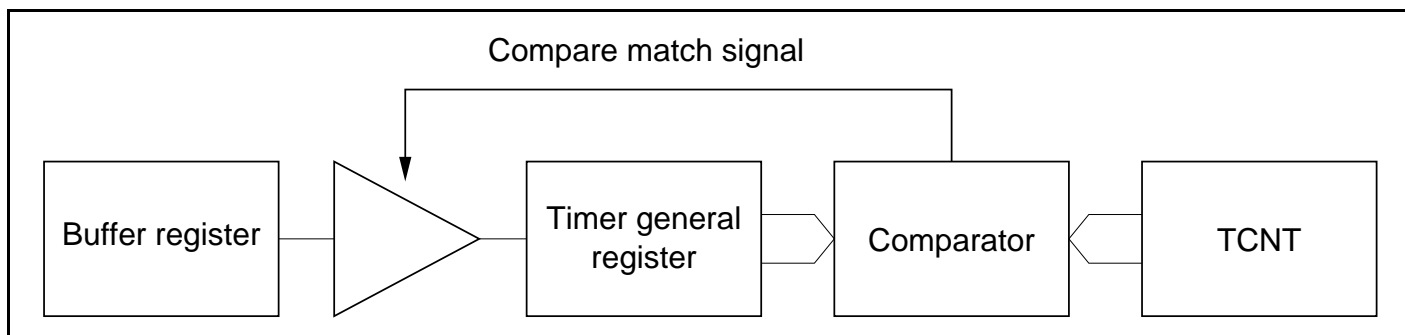 Compare match signal
Buffer register
Timer general
register
Comparator
TCNT